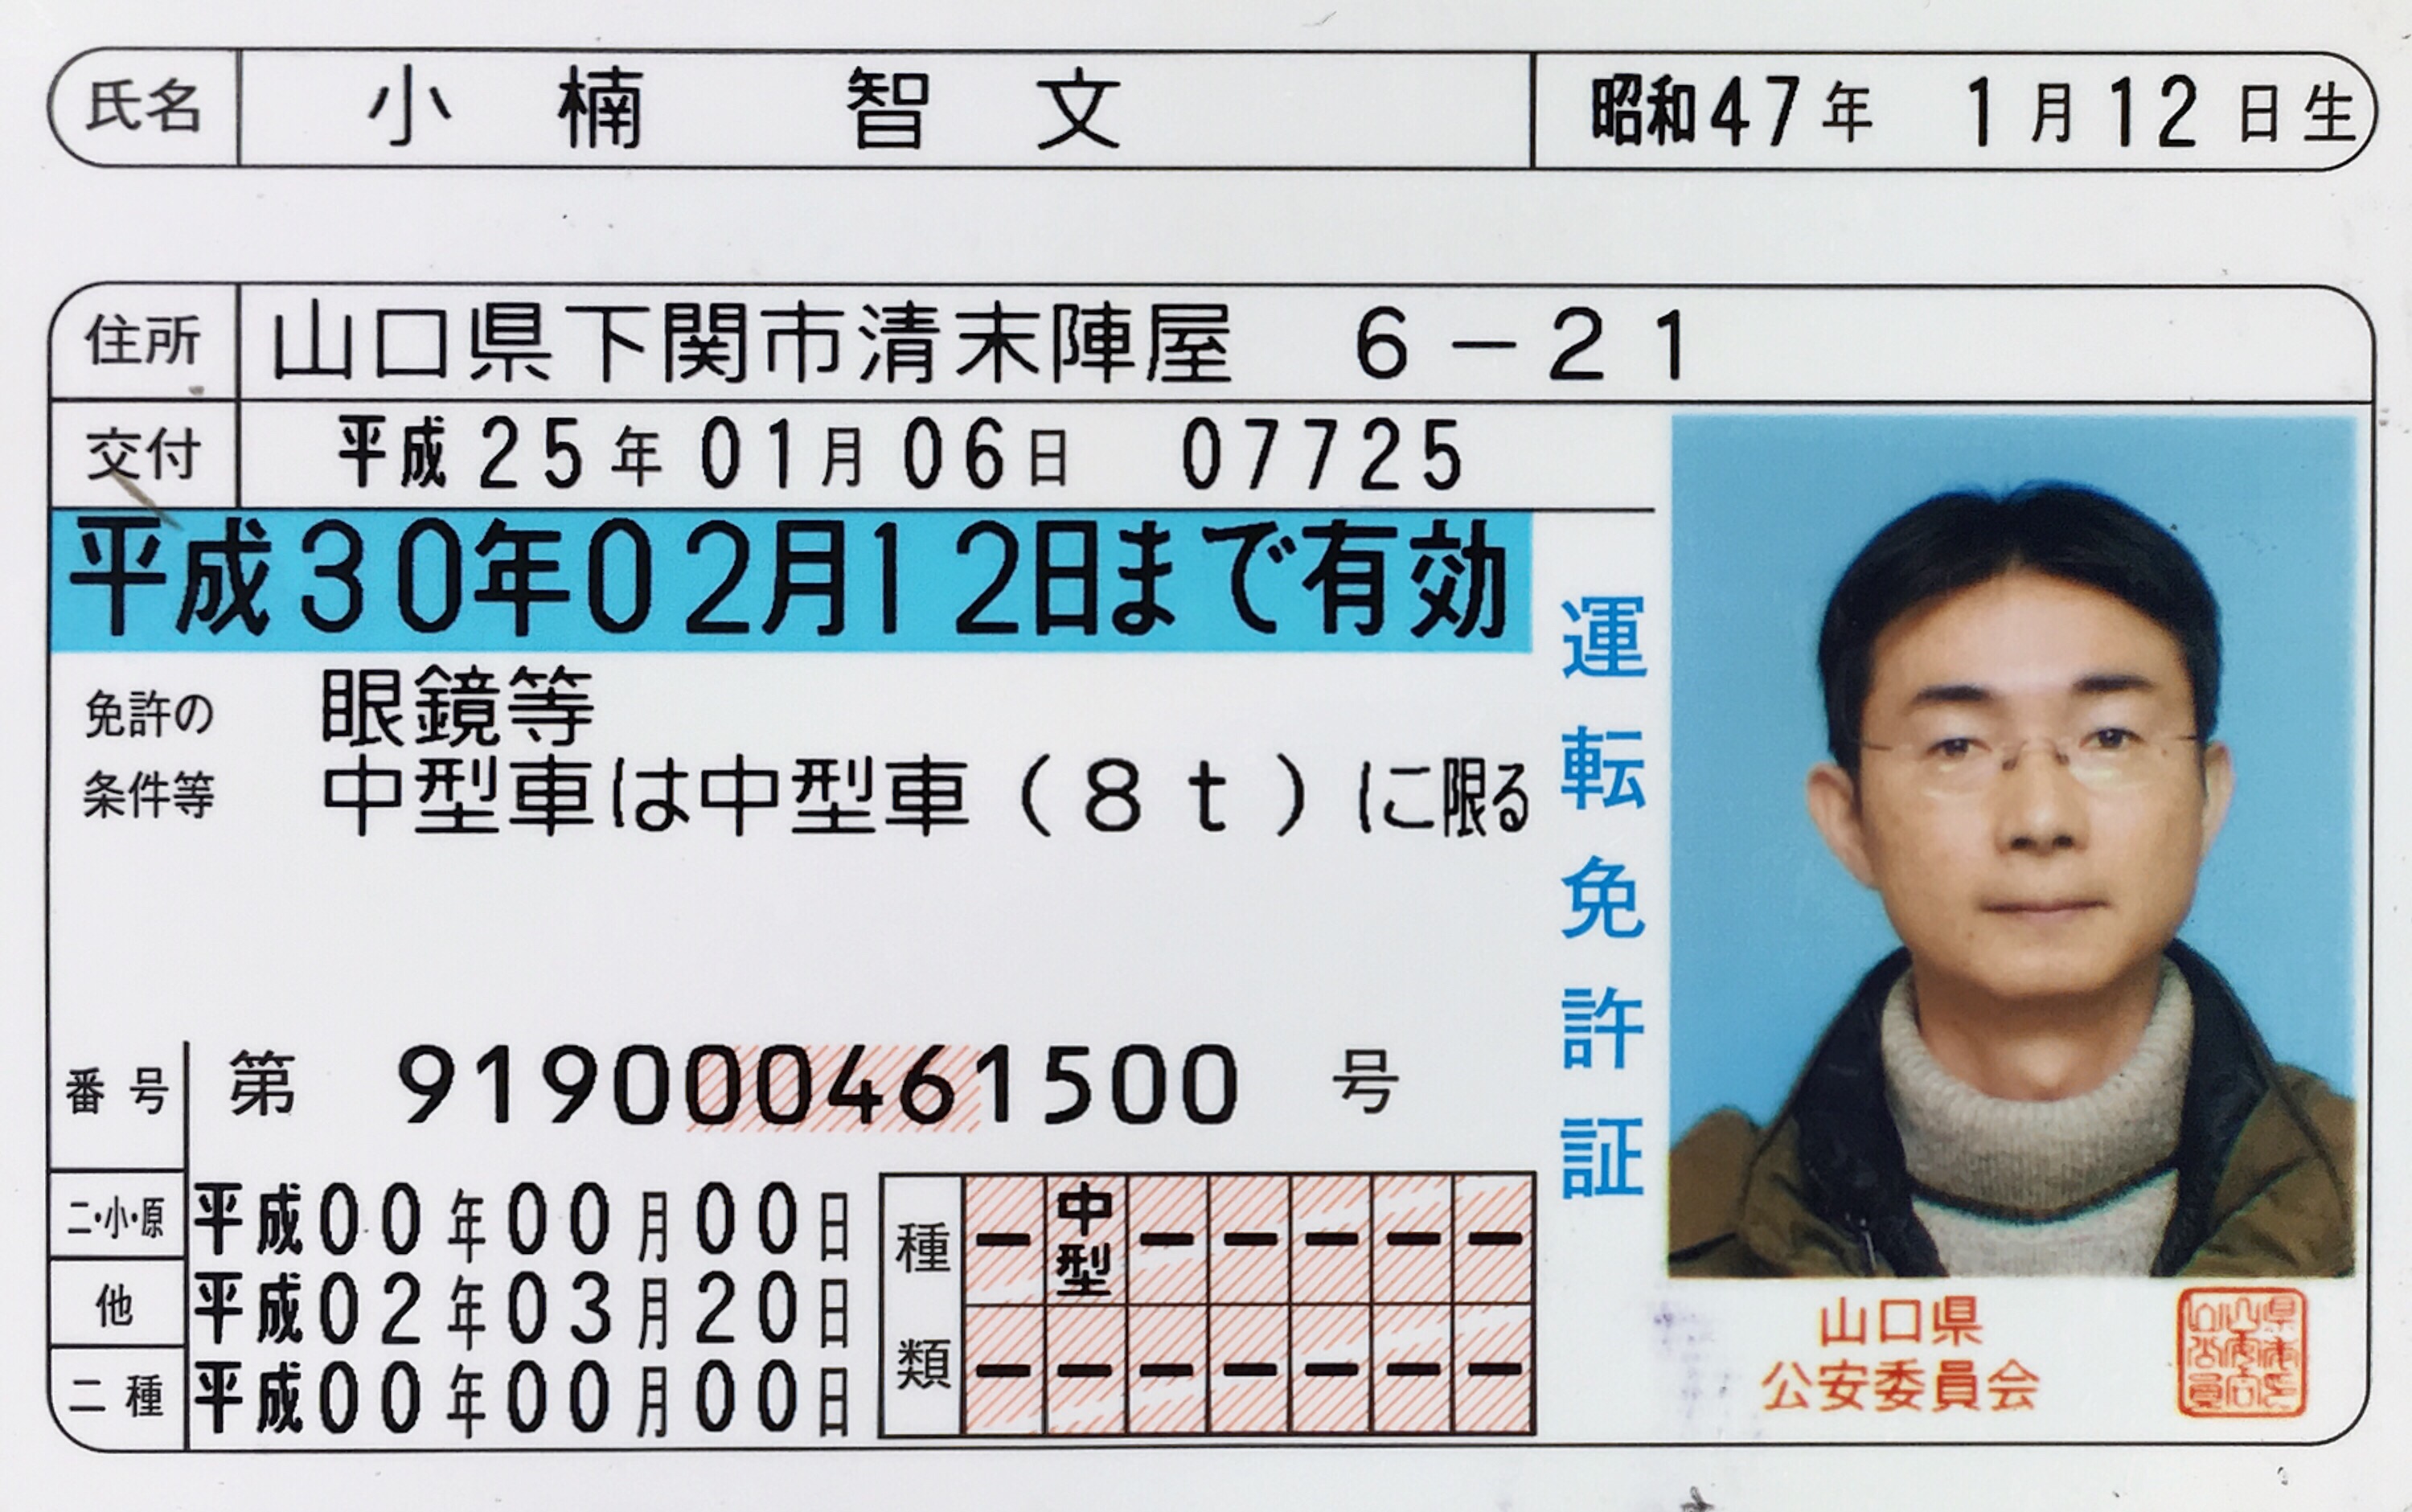 氏名 小楠 智文 昭和47年 1月12日生
住所 山口県下関市清末陣屋 6-21
交付 平成25年01月06日 07725
平成30年02月12日まで有効
免許の 眼鏡等
条件等 中型車は中型車(8t)に限る
運転免許証
番号 第 919000461500 号
二・小・原 平成00年00月00日
他 平成02年03月20日
二種 平成00年00月00日
種類 ー 中型 ー ー ー ー ー
ー ー ー ー ー ー ー
山口県
公安委員会